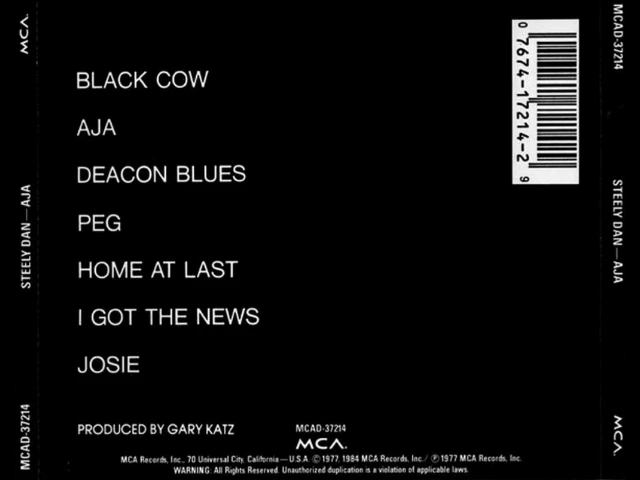 MCA.
STEELY DAN—AJA
MCAD-37214
BLACK COW
AJA
DEACON BLUES
PEG
HOME AT LAST
I GOT THE NEWS
JOSIE
PRODUCED BY GARY KATZ
MCAD-37214
MCA.
MCA Records, Inc., 70 Universal City, California—U.S.A. ©1977, 1984 MCA Records, Inc./ ℗1977 MCA Records, Inc.
WARNING: All Rights Reserved. Unauthorized duplication is a violation of applicable laws.
0 7674-17214-2 9
MCAD-37214
STEELY DAN—AJA
MCA.